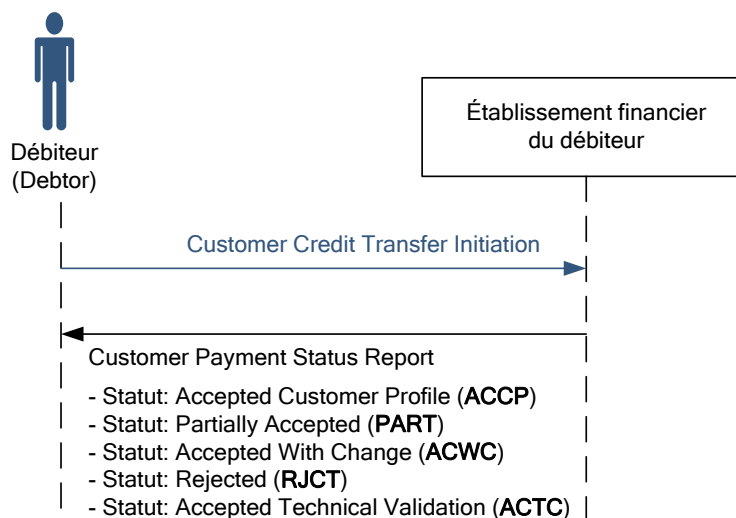 Établissement financier
du débiteur
Débiteur
(Debtor)
Customer Credit Transfer Initiation
Customer Payment Status Report
- Statut: Accepted Customer Profile (ACCP)
- Statut: Partially Accepted (PART)
- Statut: Accepted With Change (ACWC)
- Statut: Rejected (RJCT)
- Statut: Accepted Technical Validation (ACTC)